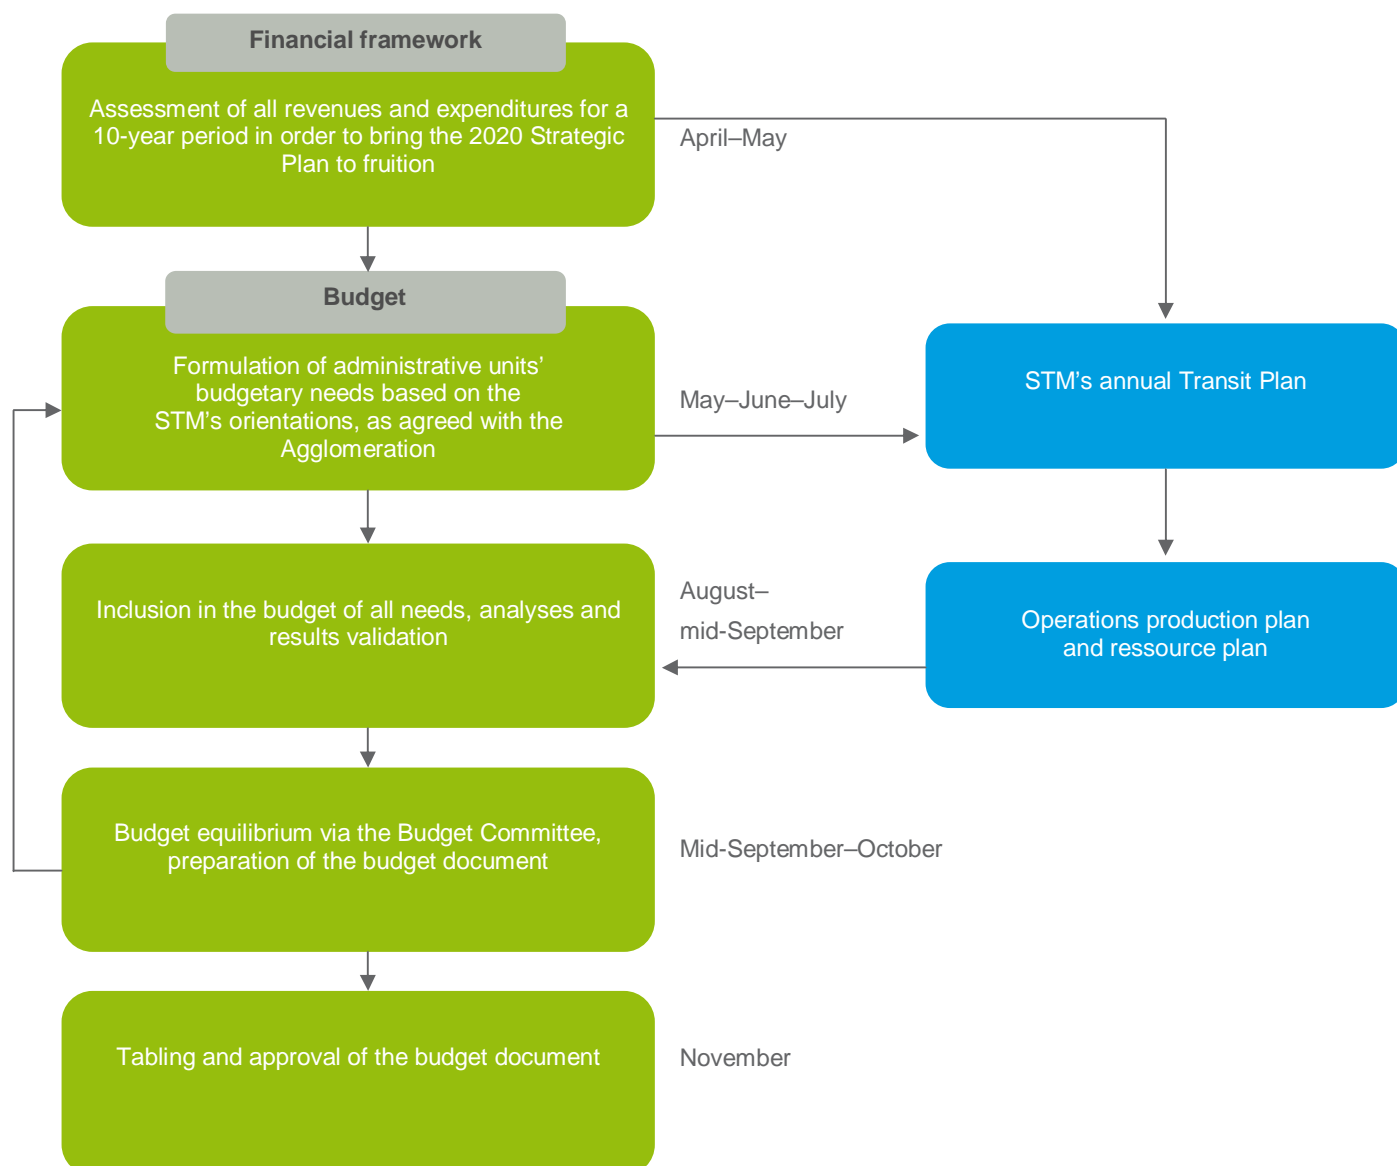 Financial framework
Assessment of all revenues and expenditures for a
10-year period in order to bring the 2020 Strategic
Plan to fruition
April–May
Budget
Formulation of administrative units’
budgetary needs based on the
STM’s orientations, as agreed with the
Agglomeration
May–June–July
STM’s annual Transit Plan
Inclusion in the budget of all needs, analyses and
results validation
August–
mid-September
Operations production plan
and ressource plan
Budget equilibrium via the Budget Committee,
preparation of the budget document
Mid-September–October
Tabling and approval of the budget document
November